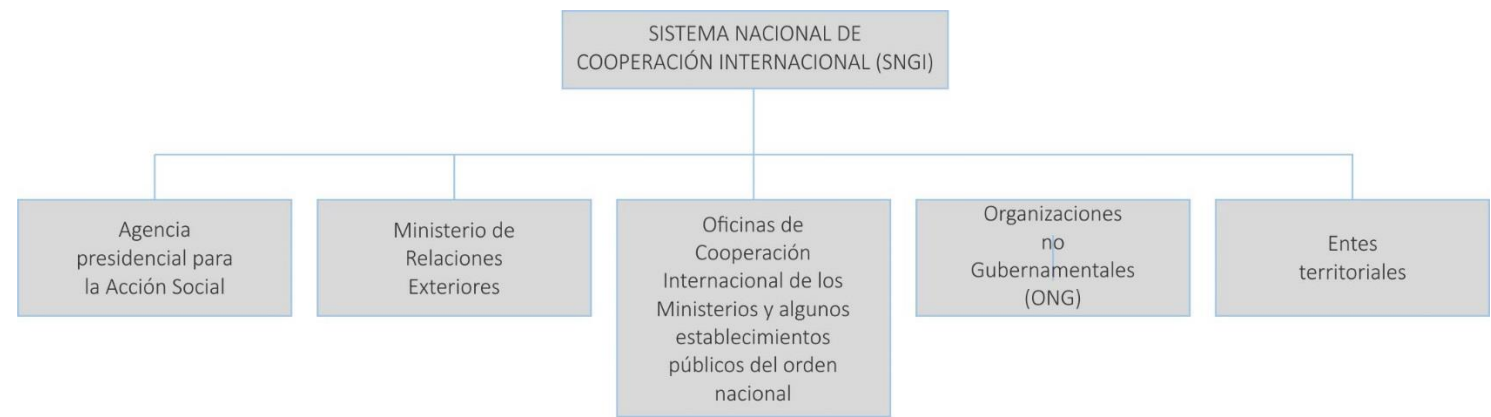 SISTEMA NACIONAL DE
COOPERACIÓN INTERNACIONAL (SNGI)
Agencia
presidencial para
la Acción Social
Ministerio de
Relaciones
Exteriores
Oficinas de
Cooperación
Internacional de los
Ministerios y algunos
establecimientos
públicos del orden
nacional
Organizaciones
no
Gubernamentales
(ONG)
Entes
territoriales